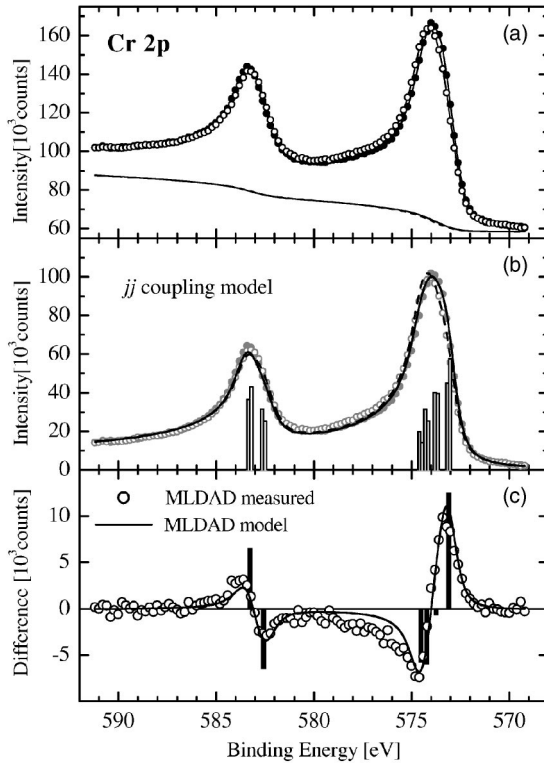 Cr 2p
(a)
Intensity[10³counts]
160
140
120
100
80
60
(b)
jj coupling model
Intensity[10³counts]
100
80
60
40
20
0
(c)
MLDAD measured
MLDAD model
Difference [10³counts]
10
5
0
-5
590 585 580 575 570
Binding Energy [eV]